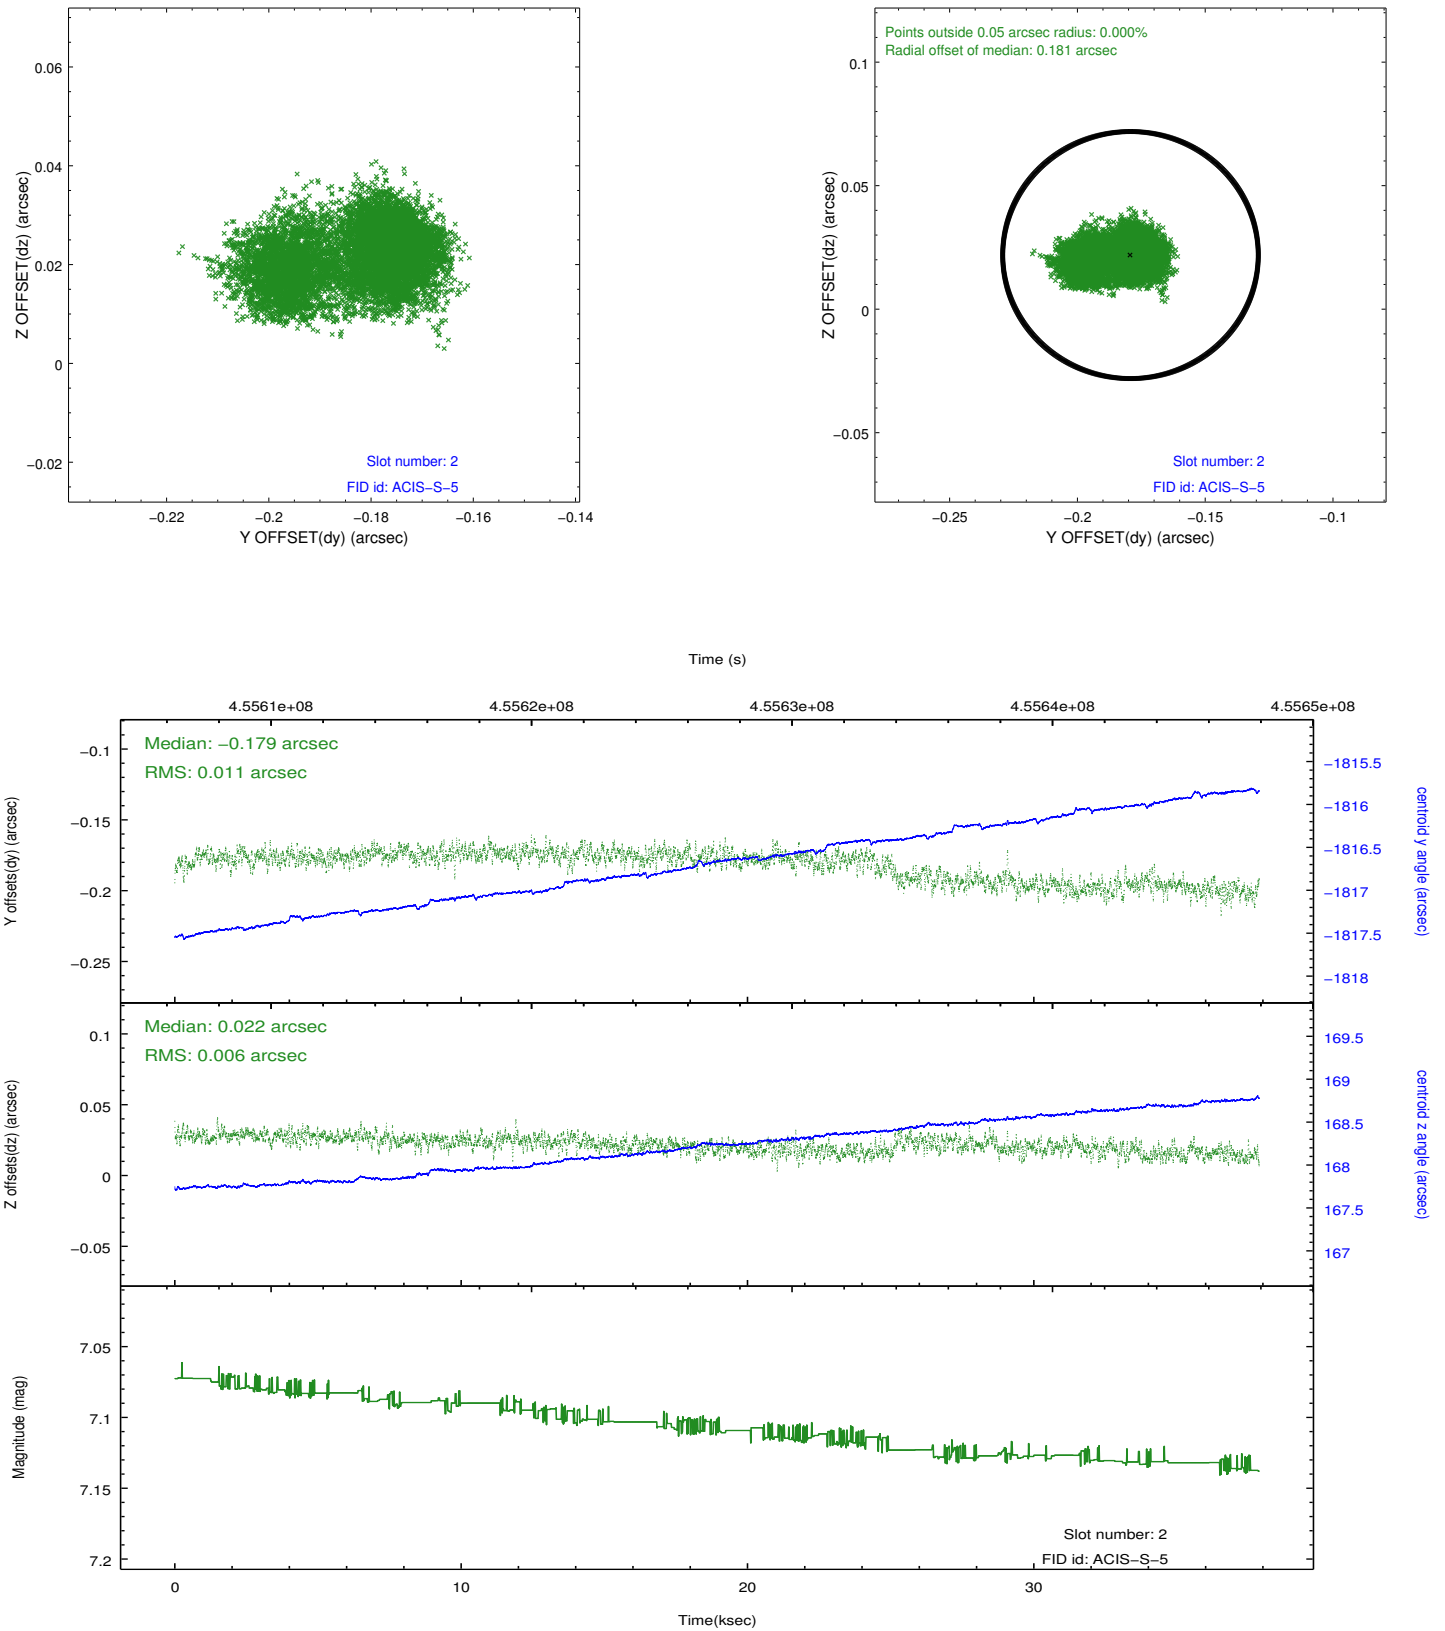 0.06
0.04
0.02
0
−0.02
Z OFFSET(dz) (arcsec)
Slot number: 2
FID id: ACIS−S−5
−0.22
−0.2
−0.18
−0.16
−0.14
Y OFFSET(dy) (arcsec)
Points outside 0.05 arcsec radius: 0.000%
Radial offset of median: 0.181 arcsec
0.1
0.05
0
−0.05
Z OFFSET(dz) (arcsec)
Slot number: 2
FID id: ACIS−S−5
−0.25
−0.2
−0.15
−0.1
Y OFFSET(dy) (arcsec)
Time (s)
4.5561e+08
4.5562e+08
4.5563e+08
4.5564e+08
4.5565e+08
Median: −0.179 arcsec
RMS: 0.011 arcsec
−0.1
−0.15
−0.2
−0.25
Y offsets(dy) (arcsec)
−1815.5
−1816
−1816.5
−1817
−1817.5
−1818
centroid y angle (arcsec)
Median: 0.022 arcsec
RMS: 0.006 arcsec
0.1
0.05
0
−0.05
Z offsets(dz) (arcsec)
169.5
169
168.5
168
167.5
167
centroid z angle (arcsec)
7.05
7.1
7.15
7.2
Magnitude (mag)
Slot number: 2
FID id: ACIS−S−5
0
10
20
30
Time(ksec)